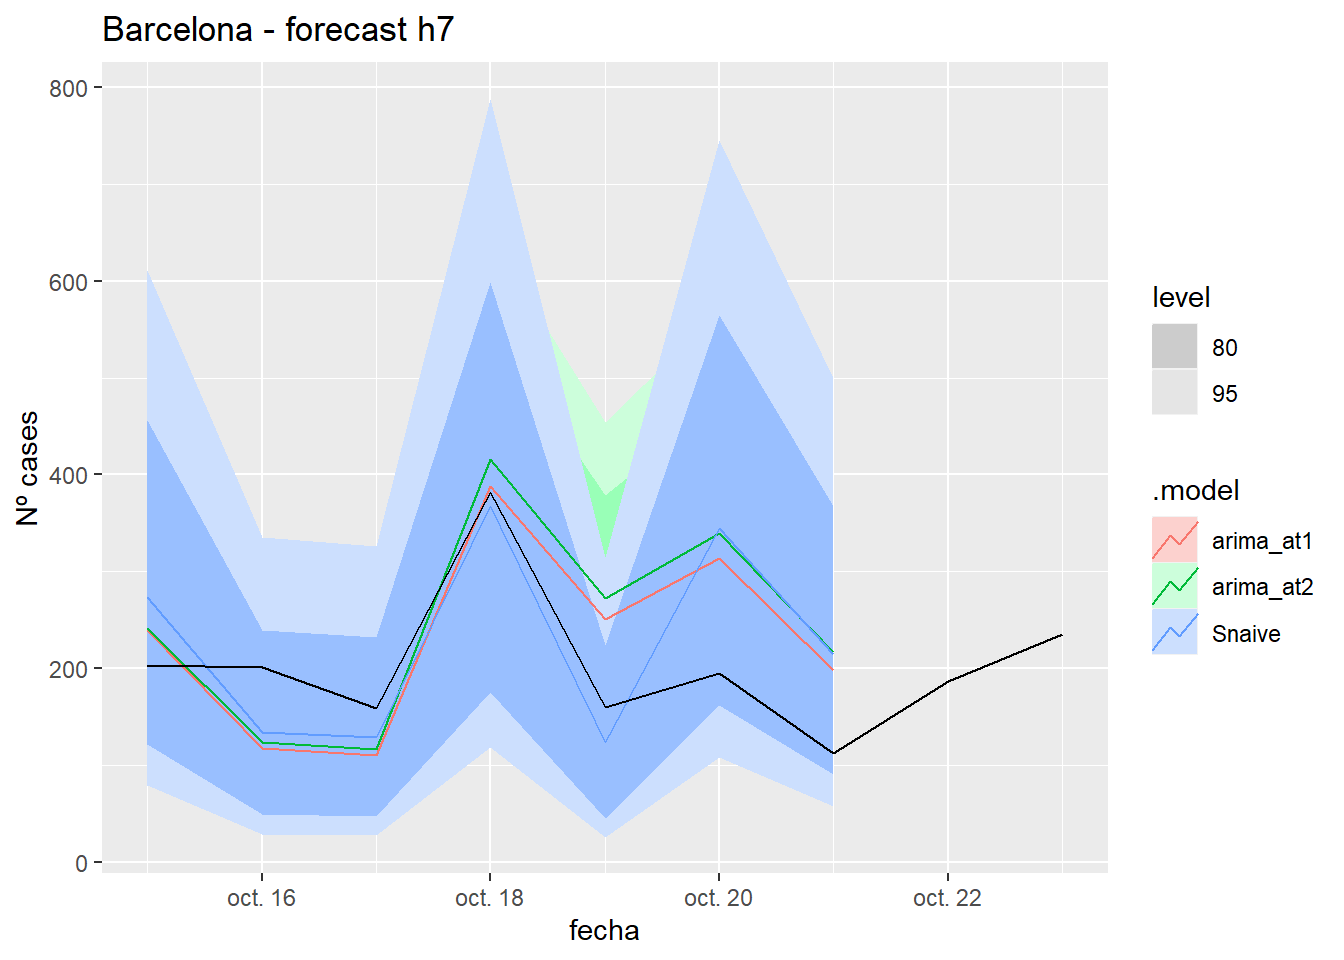 Barcelona - forecast h7
800
600
400
200
0
Nº cases
oct. 16
oct. 18
oct. 20
oct. 22
fecha
level
80
95
.model
arima_at1
arima_at2
Snaive